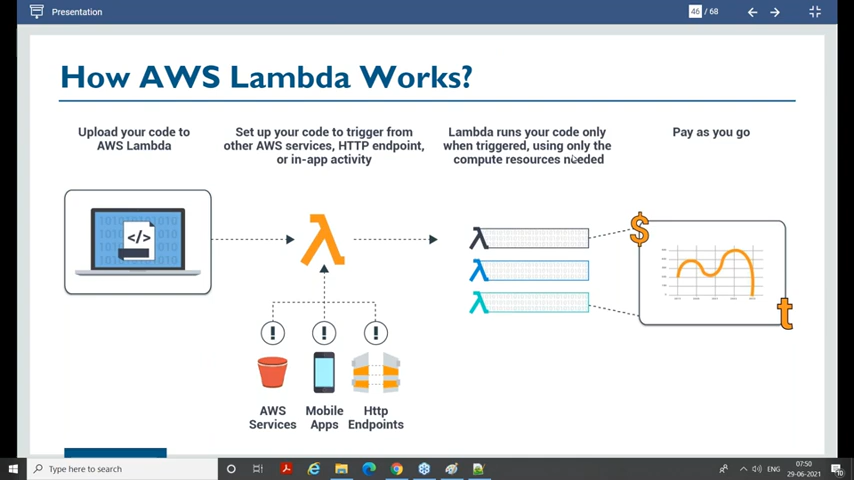 Presentation
46 / 68
How AWS Lambda Works?
Upload your code to
AWS Lambda
Set up your code to trigger from
other AWS services, HTTP endpoint,
or in-app activity
Lambda runs your code only
when triggered, using only the
compute resources needed
Pay as you go
</>
λ
λ
λ
λ
$
t
!
!
!
AWS
Services
Mobile
Apps
Http
Endpoints
Type here to search
ENG
07:50
29-06-2021